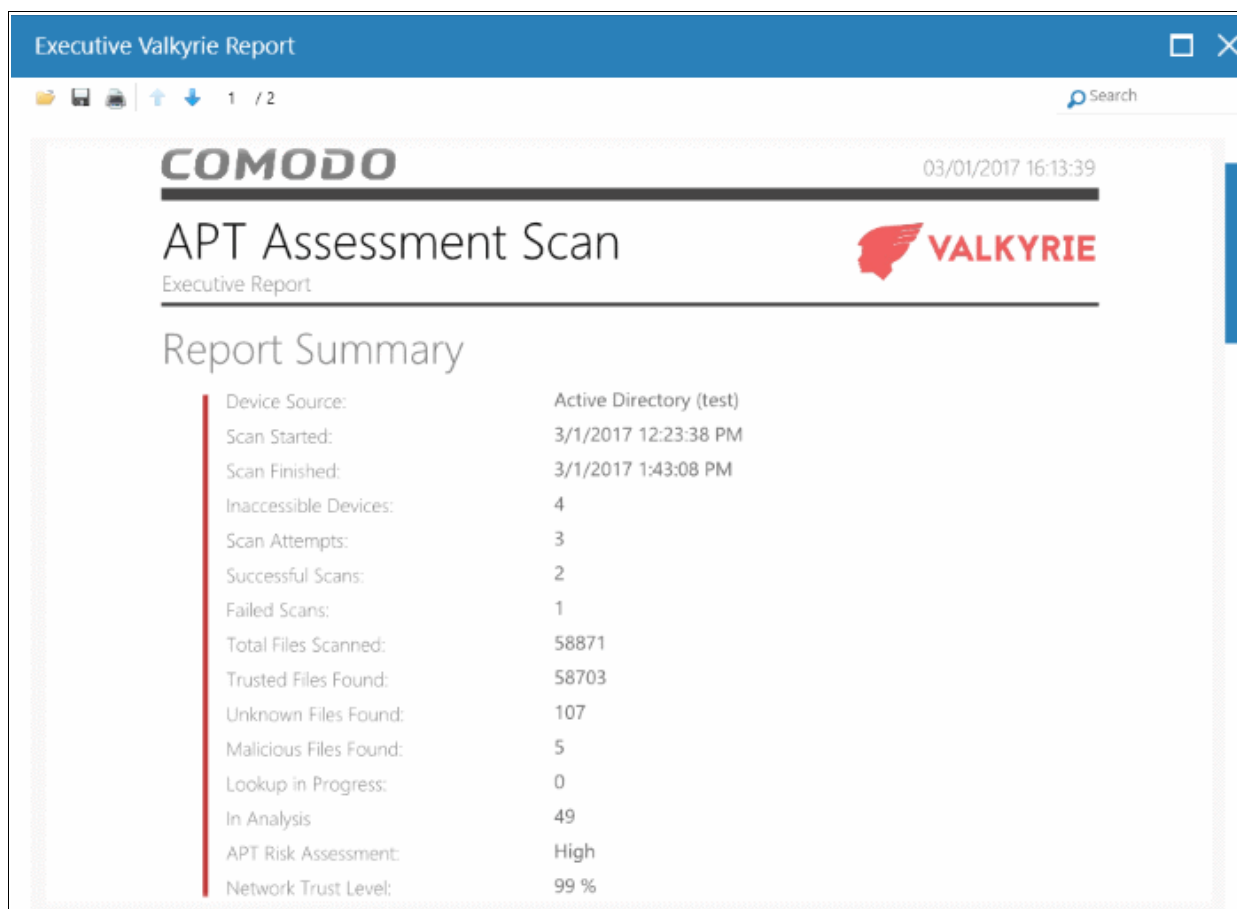 Executive Valkyrie Report
1 / 2
Search
COMODO
03/01/2017 16:13:39
APT Assessment Scan
VALKYRIE
Executive Report
Report Summary
Device Source: Active Directory (test)
Scan Started: 3/1/2017 12:23:38 PM
Scan Finished: 3/1/2017 1:43:08 PM
Inaccessible Devices: 4
Scan Attempts: 3
Successful Scans: 2
Failed Scans: 1
Total Files Scanned: 58871
Trusted Files Found: 58703
Unknown Files Found: 107
Malicious Files Found: 5
Lookup in Progress: 0
In Analysis 49
APT Risk Assessment: High
Network Trust Level: 99 %